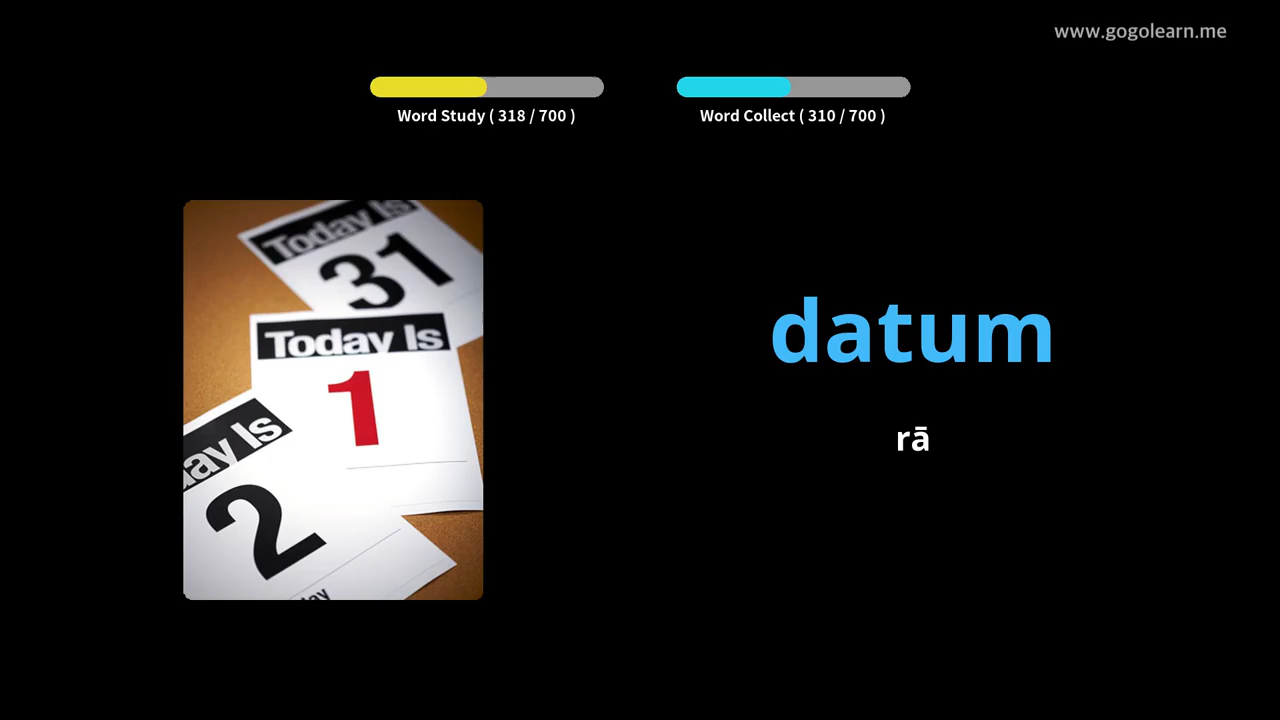 www.gogolearn.me
Word Study ( 318 / 700 )
Word Collect ( 310 / 700 )
Today Is
31
Today Is
1
ay Is
2
day
datum
rā